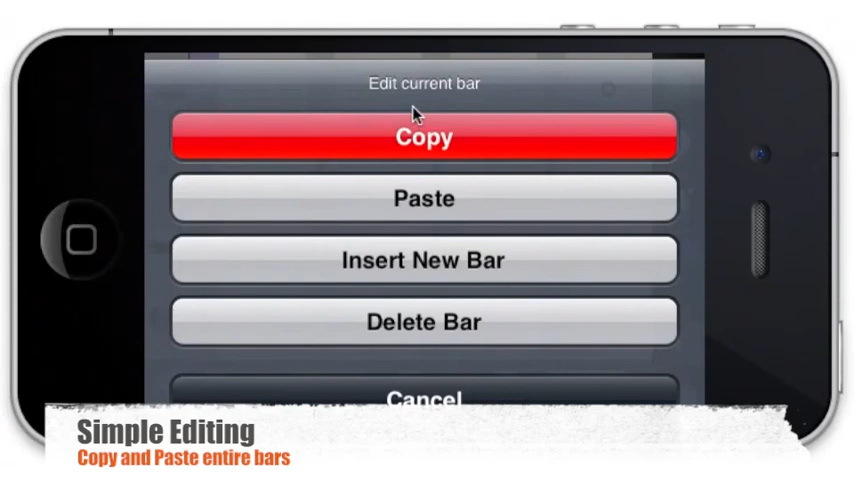 Edit current bar
Copy
Paste
Insert New Bar
Delete Bar
Cancel
Simple Editing
Copy and Paste entire bars